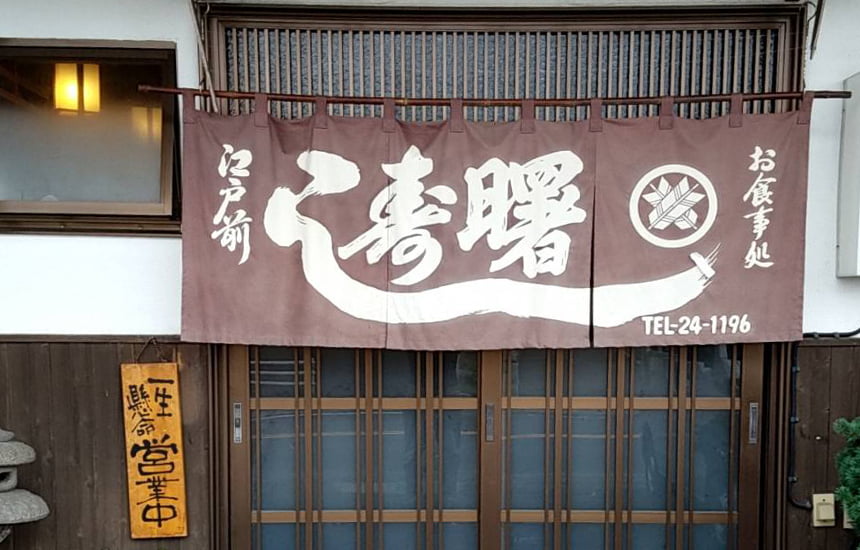 お食事処
曙寿し
江戸前
TEL-24-1196
一生
懸命
営業中